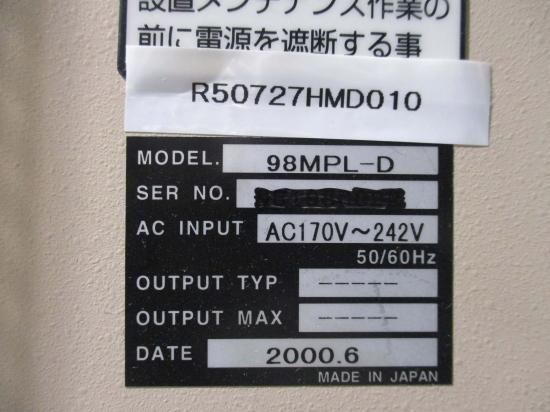 設置メンテナンス作業の
前に電源を遮断する事
R50727HMD010
MODEL. 98MPL-D
SER NO.
AC INPUT AC170V～242V
50/60Hz
OUTPUT TYP -----
OUTPUT MAX -----
DATE 2000.6
MADE IN JAPAN